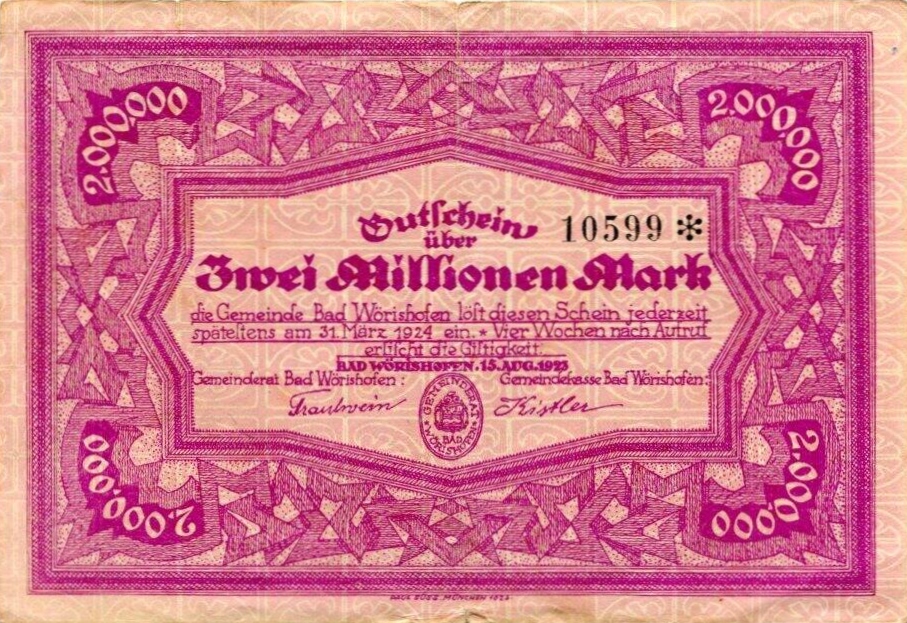 2.000.000
2.000.000
Gutschein
10599 *
über
Zwei Millionen Mark
die Gemeinde Bad Wörishofen löst diesen Schein jederzeit
spätestens am 31. März 1924 ein. * Vier Wochen nach Aufruf
erlischt die Giltigkeit.
BAD WÖRISHOFEN. 15. AUG. 1923
Gemeinderat Bad Wörishofen:
Gemeindekasse Bad Wörishofen:
Trautwein
Kistler
GEMEINDERAT
BAD
WÖRISHOFEN
2.000.000
2.000.000
MÜNCHEN 1923